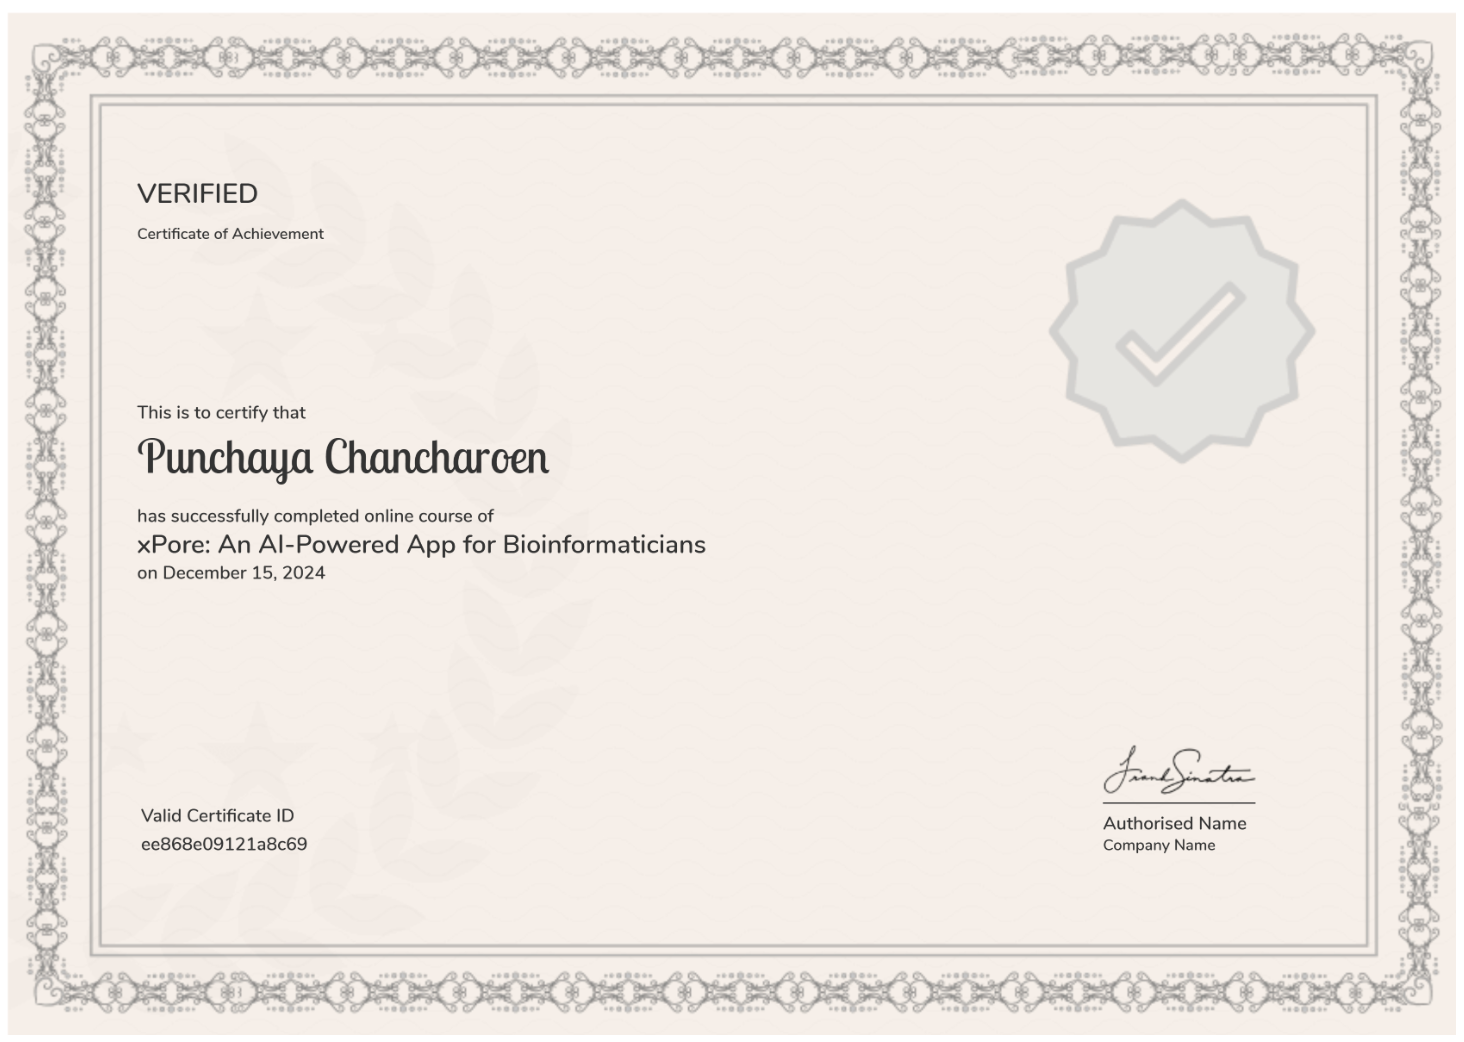 VERIFIED
Certificate of Achievement
This is to certify that
Punchaya Chancharoen
has successfully completed online course of
xPore: An AI-Powered App for Bioinformaticians
on December 15, 2024
Frank Sinatra
Valid Certificate ID
ee868e09121a8c69
Authorised Name
Company Name